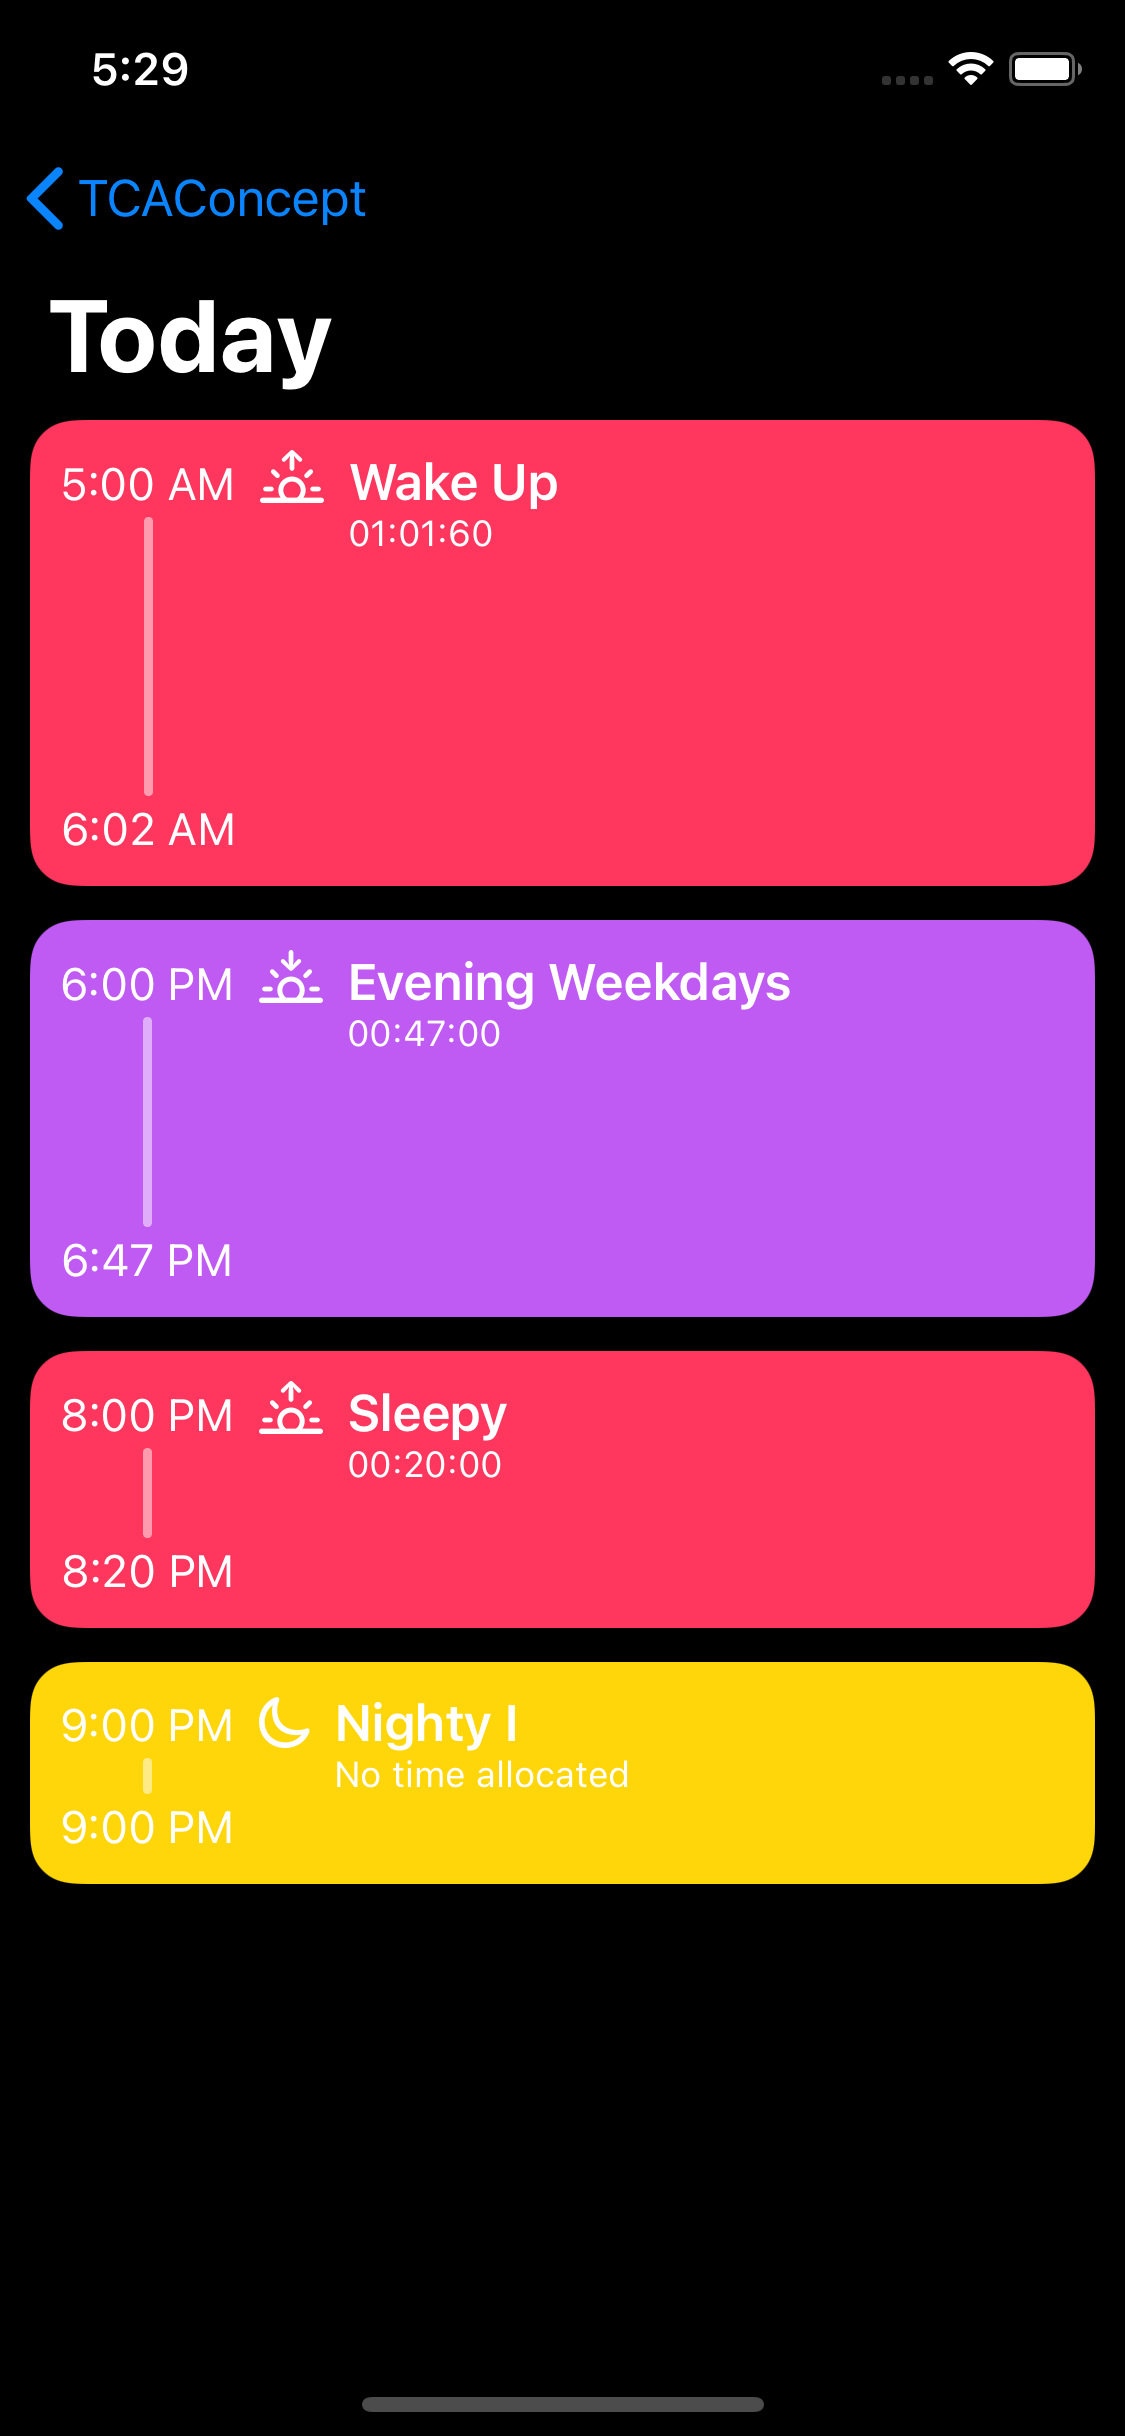 5:29
TCAConcept
Today
5:00 AM Wake Up
01:01:60
6:02 AM
6:00 PM Evening Weekdays
00:47:00
6:47 PM
8:00 PM Sleepy
00:20:00
8:20 PM
9:00 PM Nighty I
No time allocated
9:00 PM